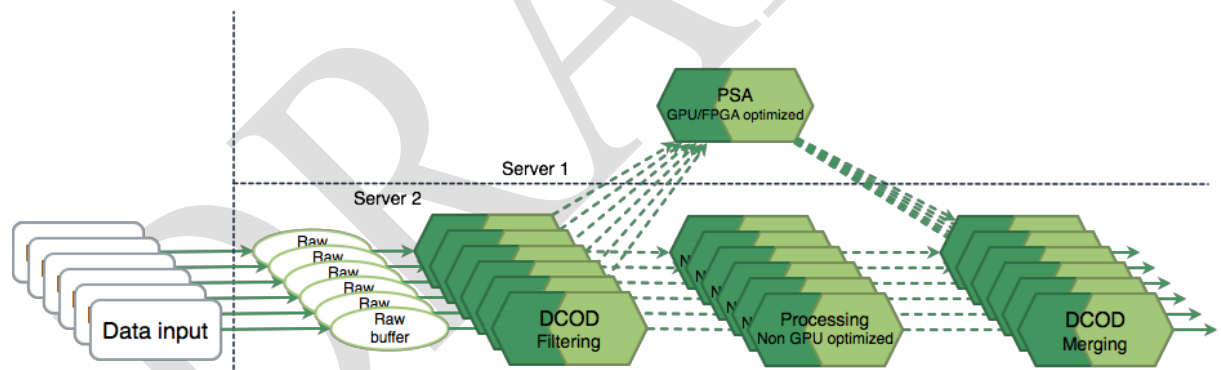 PSA
GPU/FPGA optimized
Server 1
Server 2
Raw
Raw
Raw
Raw
Raw
Raw
buffer
Data input
DCOD
Filtering
N
N
N
N
N
Processing
Non GPU optimized
DCOD
Merging